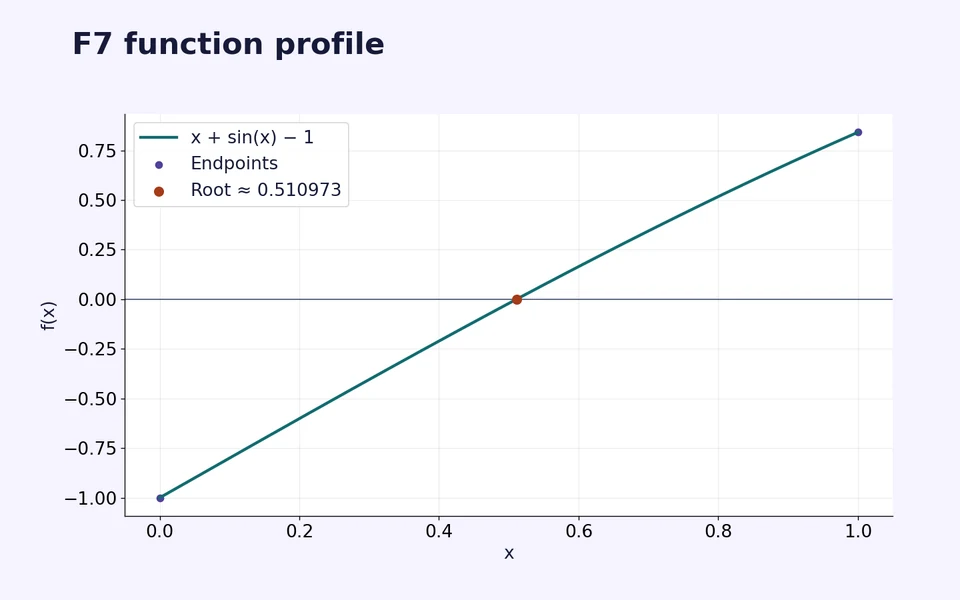 F7 function profile
x + sin(x) − 1
Endpoints
Root ≈ 0.510973
0.75
0.50
0.25
0.00
−0.25
−0.50
−0.75
−1.00
f(x)
0.0 0.2 0.4 0.6 0.8 1.0
x